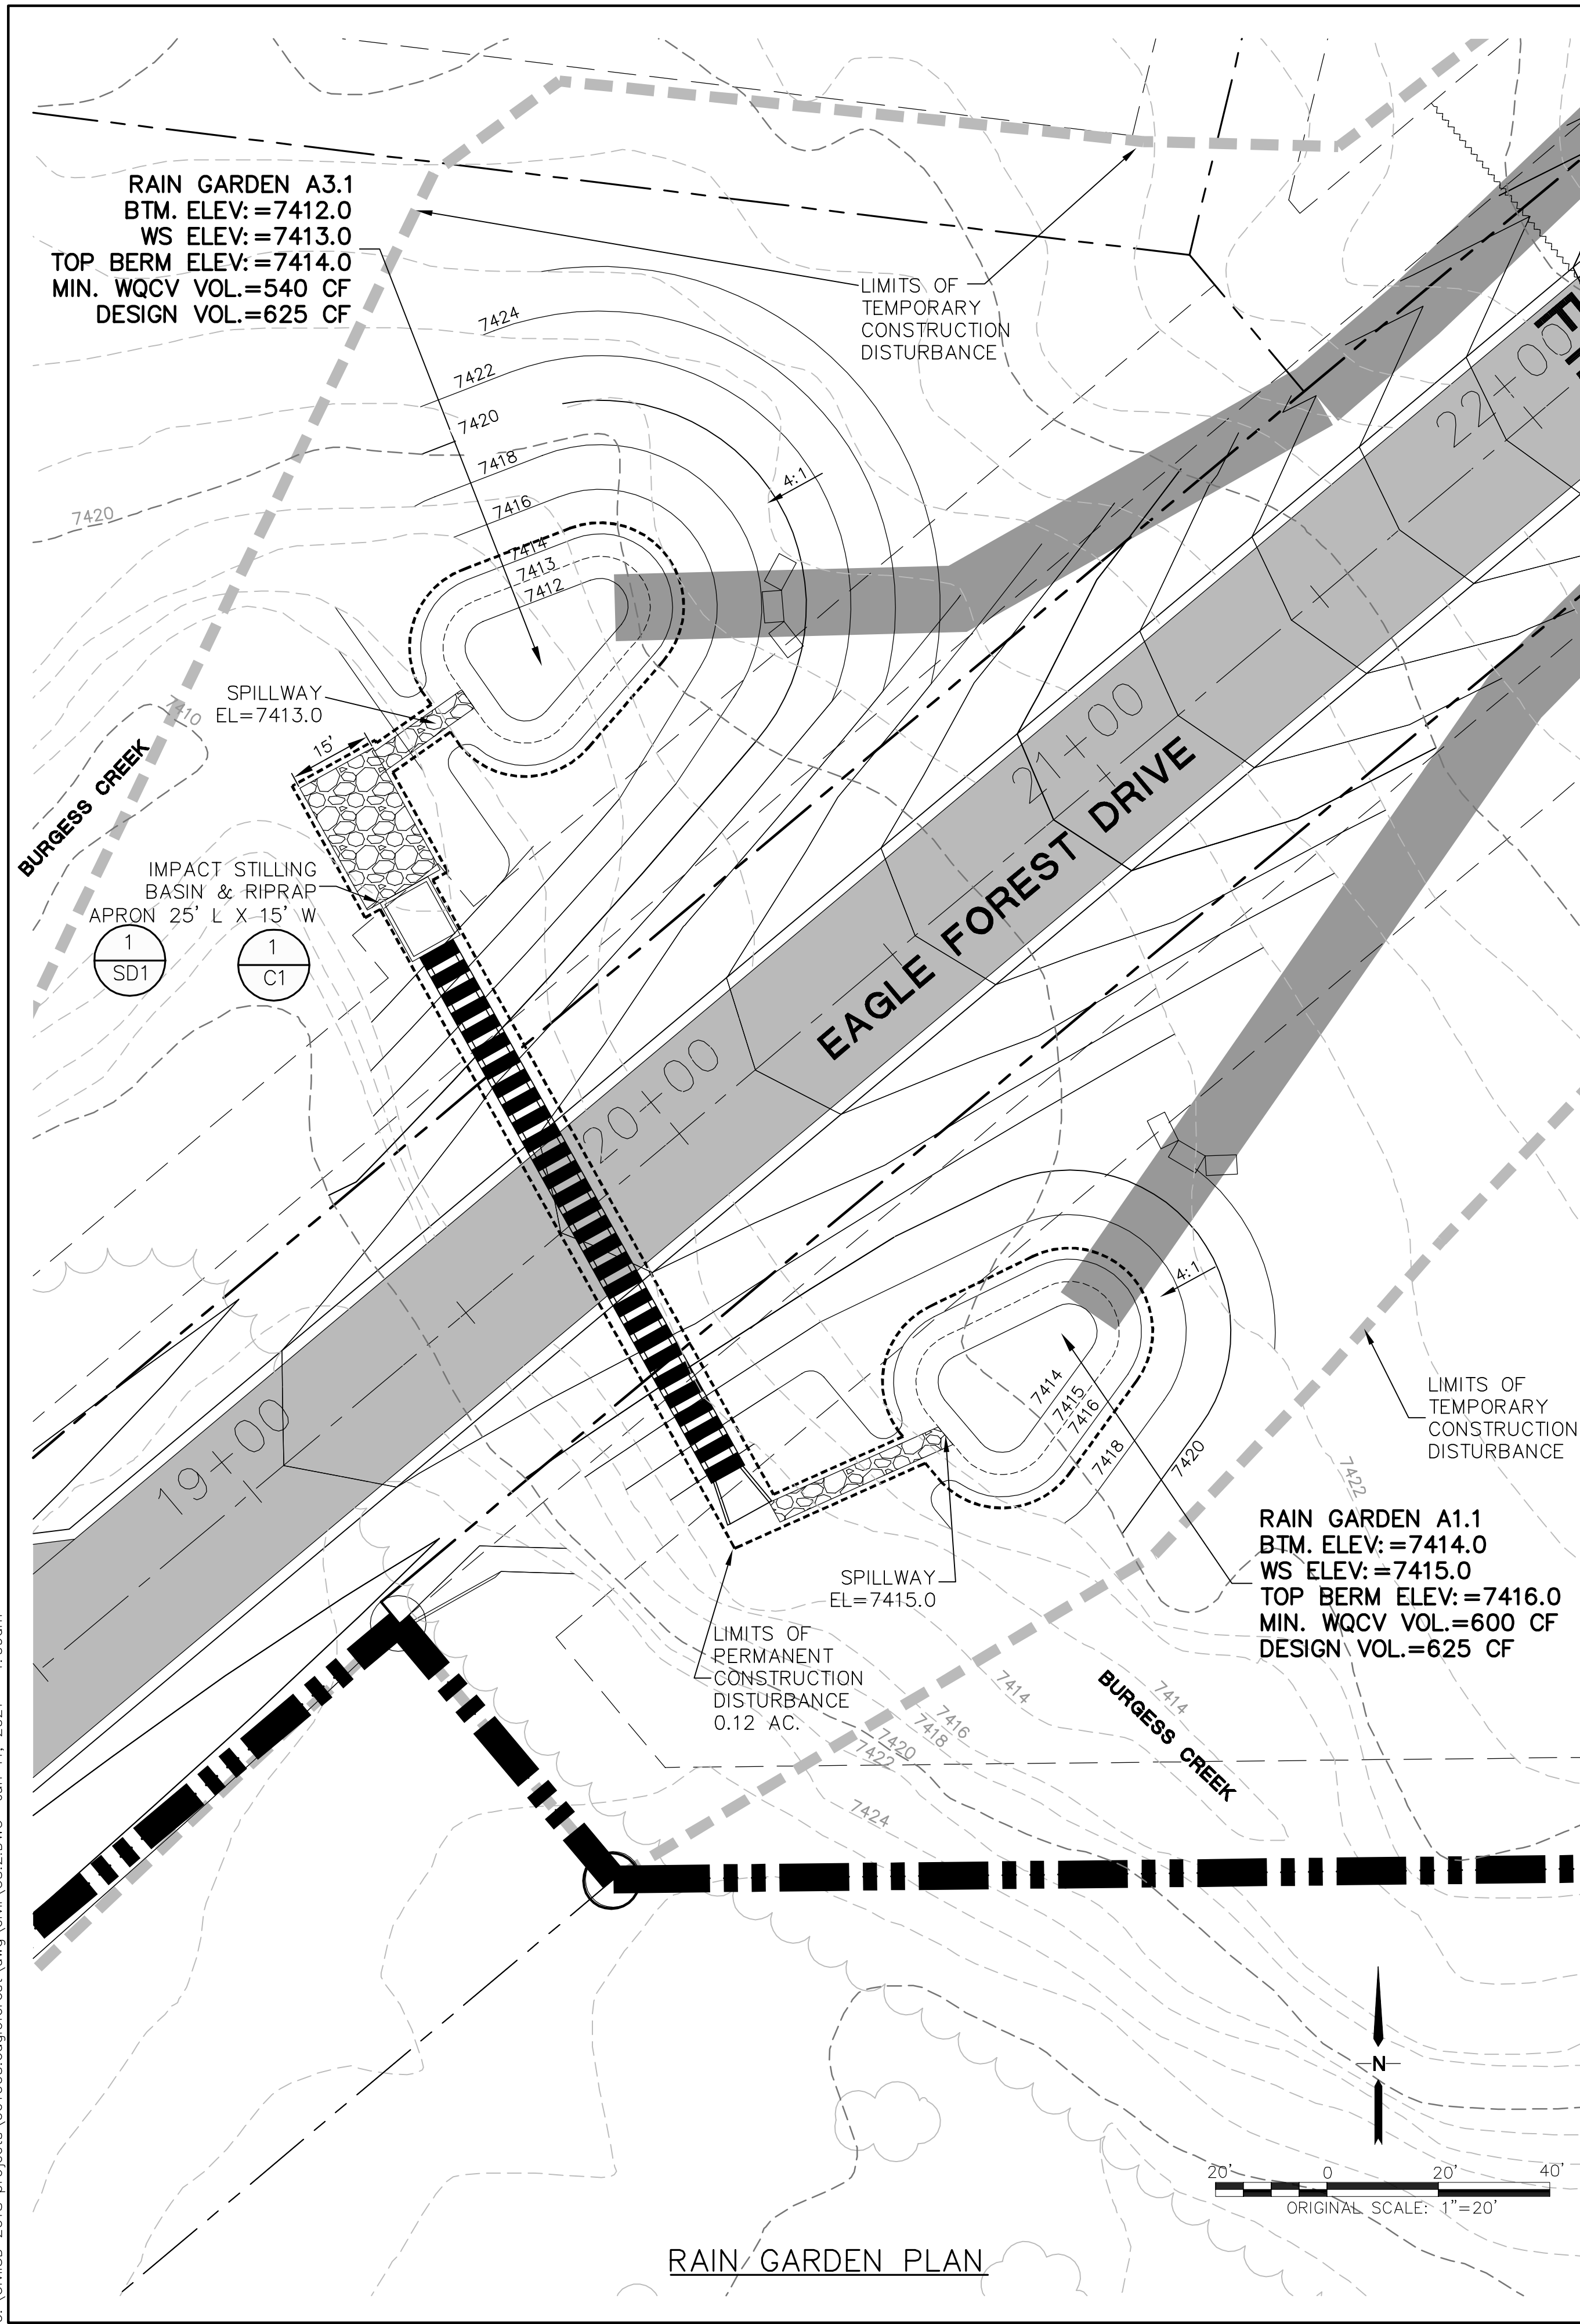 RAIN GARDEN A3.1
BTM. ELEV:=7412.0
WS ELEV:=7413.0
TOP BERM ELEV:=7414.0
MIN. WQCV VOL.=540 CF
DESIGN VOL.=625 CF
LIMITS OF
TEMPORARY
CONSTRUCTION
DISTURBANCE
7424
7422
7420
7418
7416
7414
7413
7412
4:1
7420
22+00
SPILLWAY
EL=7413.0
7410
15'
BURGESS CREEK
21+00
EAGLE FOREST DRIVE
IMPACT STILLING
BASIN & RIPRAP
APRON 25' L X 15' W
1
SD1
1
C1
20+00
4:1
7414
7415
7416
7418
7420
19+00
LIMITS OF
TEMPORARY
CONSTRUCTION
DISTURBANCE
7422
RAIN GARDEN A1.1
BTM. ELEV:=7414.0
WS ELEV:=7415.0
TOP BERM ELEV:=7416.0
MIN. WQCV VOL.=600 CF
DESIGN VOL.=625 CF
SPILLWAY
EL=7415.0
LIMITS OF
PERMANENT
CONSTRUCTION
DISTURBANCE
0.12 AC.
7414
7414
7416
7418
7420
7422
7424
BURGESS CREEK
N
20'
0
20'
40'
ORIGINAL SCALE: 1"=20'
RAIN GARDEN PLAN